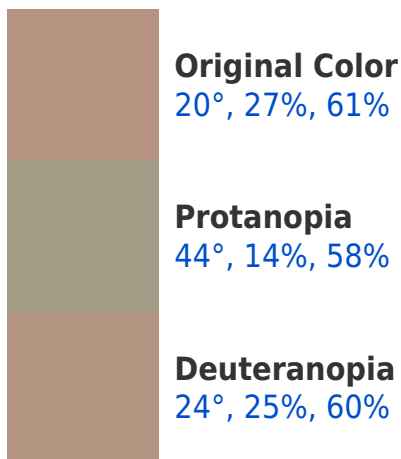 Original Color
20°, 27%, 61%
Protanopia
44°, 14%, 58%
Deuteranopia
24°, 25%, 60%